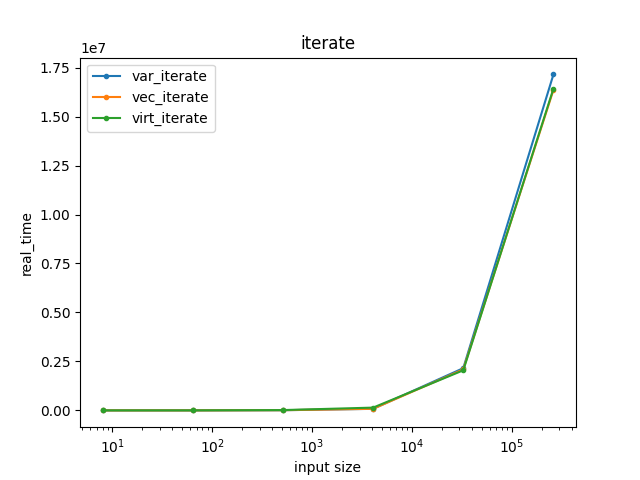 iterate
1e7
var_iterate
vec_iterate
virt_iterate
1.75
1.50
1.25
1.00
0.75
0.50
0.25
0.00
real_time
10^1 10^2 10^3 10^4 10^5
input size